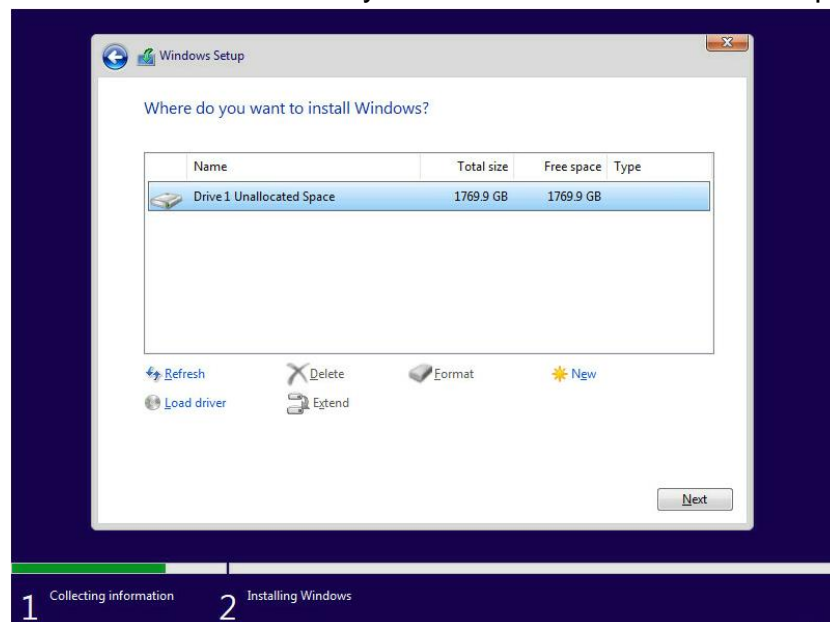 Windows Setup
Where do you want to install Windows?
Name Total size Free space Type
Drive 1 Unallocated Space 1769.9 GB 1769.9 GB
Refresh Delete Format New
Load driver Extend
Next
1 Collecting information 2 Installing Windows